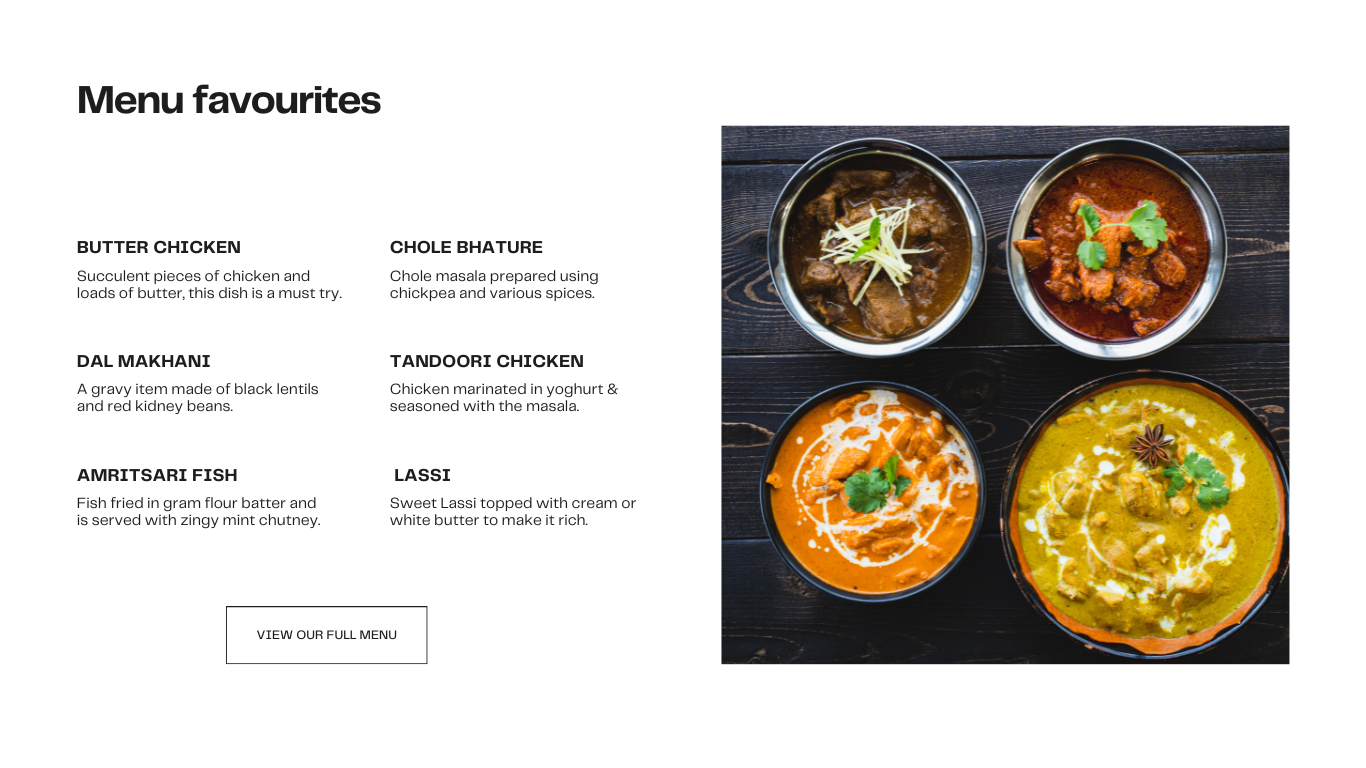 Menu favourites
BUTTER CHICKEN
Succulent pieces of chicken and
loads of butter, this dish is a must try.
CHOLE BHATURE
Chole masala prepared using
chickpea and various spices.
DAL MAKHANI
A gravy item made of black lentils
and red kidney beans.
TANDOORI CHICKEN
Chicken marinated in yoghurt &
seasoned with the masala.
AMRITSARI FISH
Fish fried in gram flour batter and
is served with zingy mint chutney.
LASSI
Sweet Lassi topped with cream or
white butter to make it rich.
VIEW OUR FULL MENU